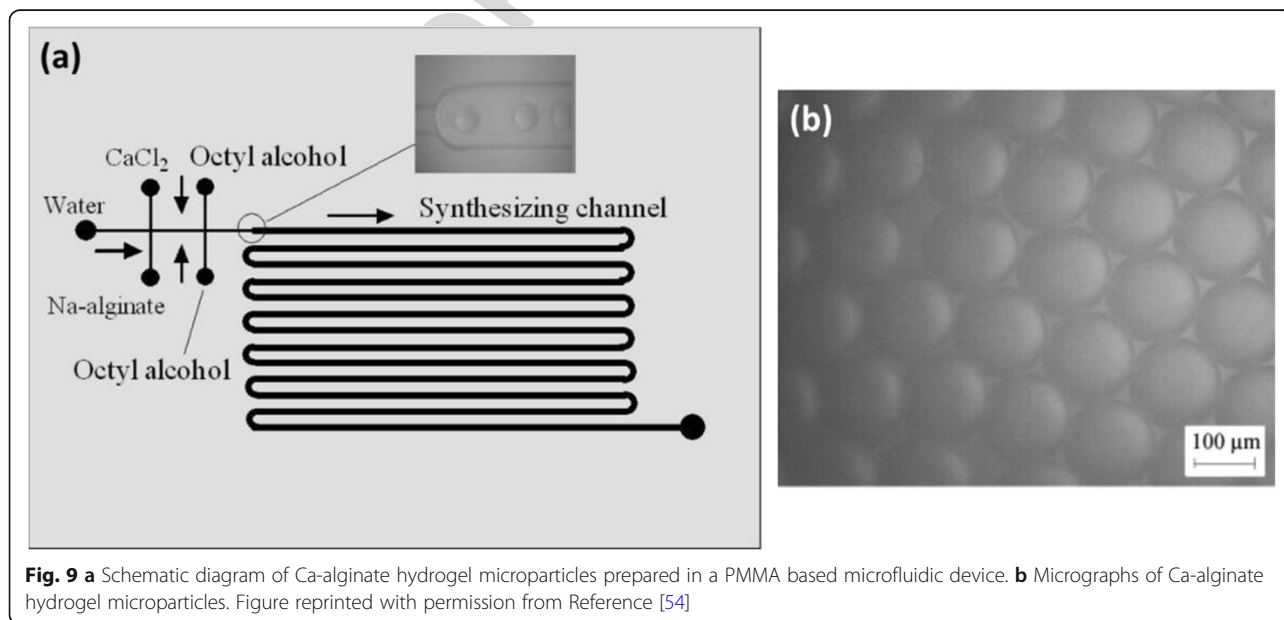 (a)
CaCl₂ Octyl alcohol
Water
Synthesizing channel
Na-alginate
Octyl alcohol
(b)
100 µm
Fig. 9 a Schematic diagram of Ca-alginate hydrogel microparticles prepared in a PMMA based microfluidic device. b Micrographs of Ca-alginate
hydrogel microparticles. Figure reprinted with permission from Reference [54]